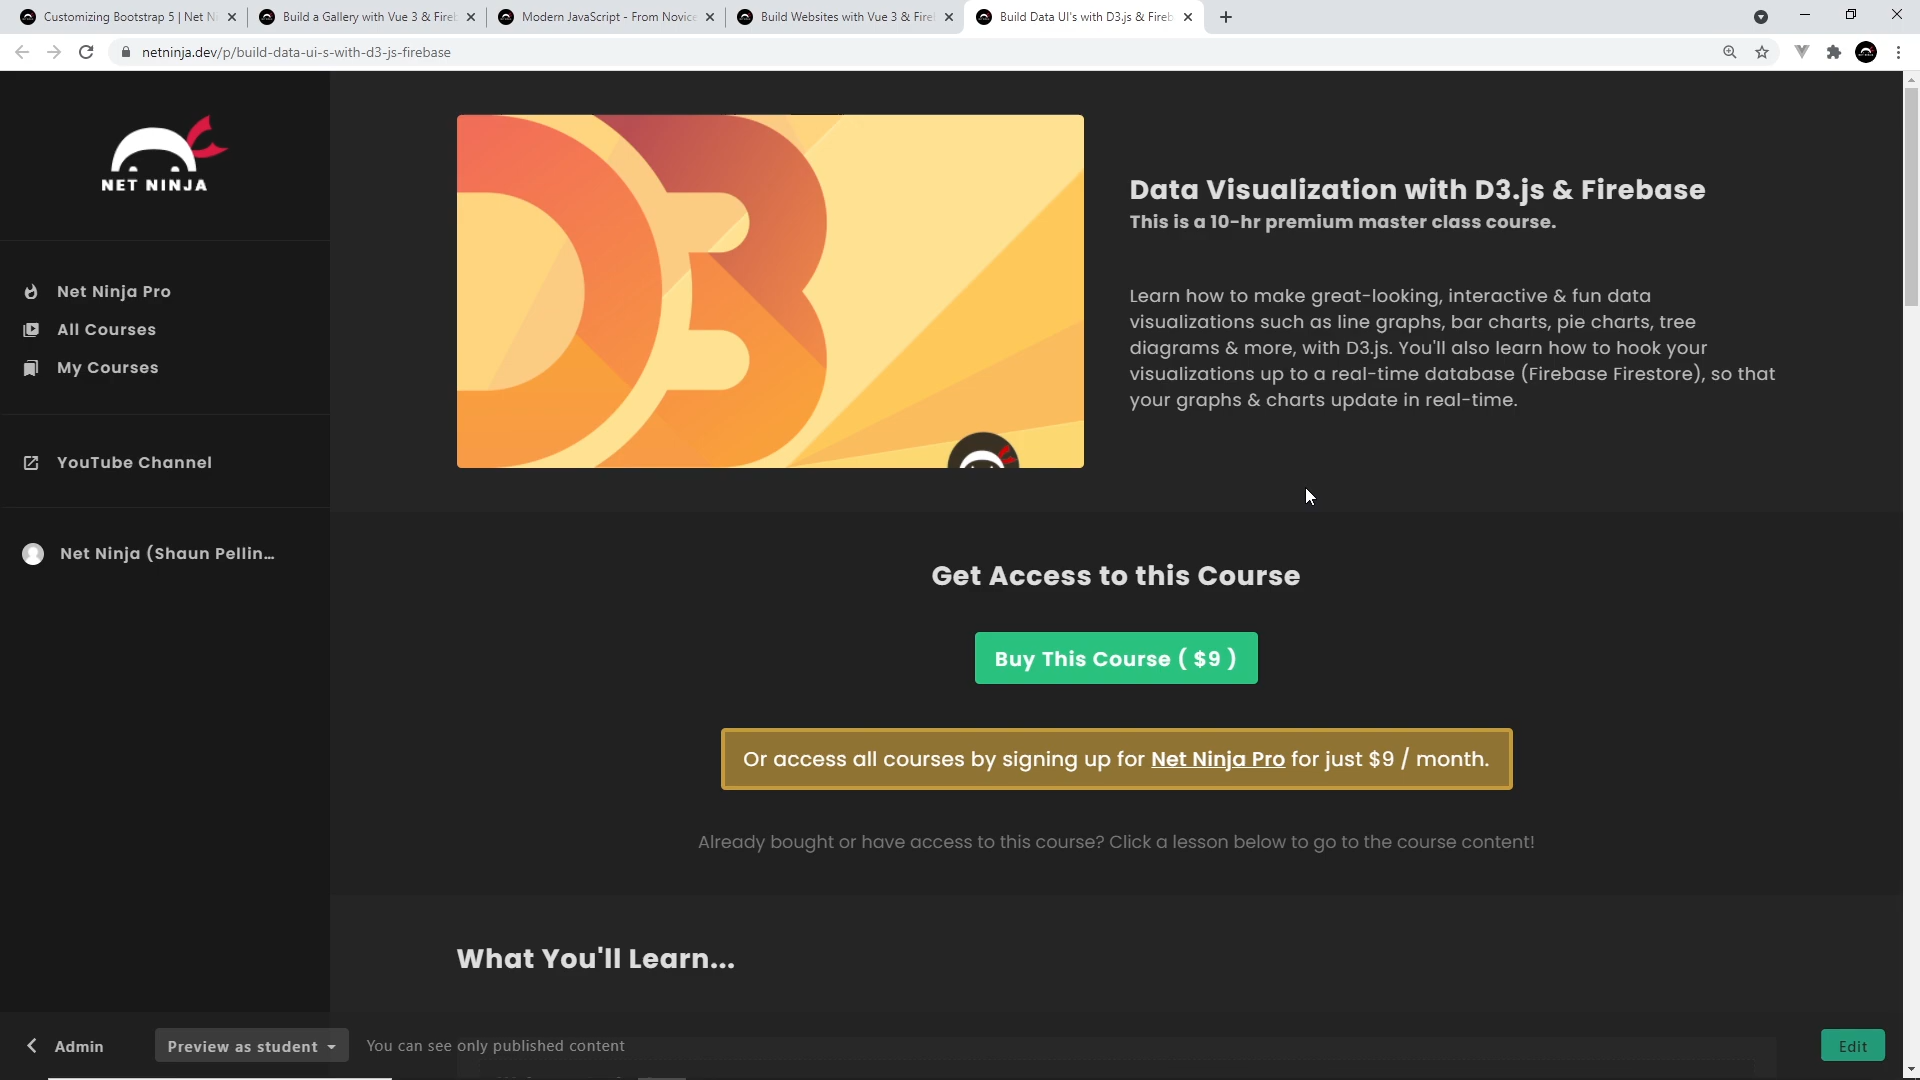 Customizing Bootstrap 5 | Net Ni
Build a Gallery with Vue 3 & Fire
Modern JavaScript - From Novice
Build Websites with Vue 3 & Fire
Build Data UI's with D3.js & Fireb
netninja.dev/p/build-data-ui-s-with-d3-js-firebase
NET NINJA
Net Ninja Pro
All Courses
My Courses
YouTube Channel
Net Ninja (Shaun Pellin...
D3
Data Visualization with D3.js & Firebase
This is a 10-hr premium master class course.
Learn how to make great-looking, interactive & fun data
visualizations such as line graphs, bar charts, pie charts, tree
diagrams & more, with D3.js. You'll also learn how to hook your
visualizations up to a real-time database (Firebase Firestore), so that
your graphs & charts update in real-time.
Get Access to this Course
Buy This Course ( $9 )
Or access all courses by signing up for Net Ninja Pro for just $9 / month.
Already bought or have access to this course? Click a lesson below to go to the course content!
What You'll Learn...
Admin
Preview as student
You can see only published content
Edit